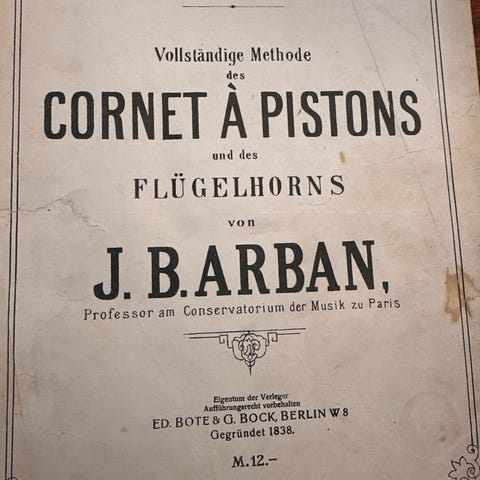 Vollständige Methode
des
CORNET À PISTONS
und des
FLÜGELHORNS
von
J. B. ARBAN,
Professor am Conservatorium der Musik zu Paris
Eigentum der Verleger
Aufführungsrecht vorbehalten
ED. BOTE & G. BOCK, BERLIN W 8
Gegründet 1838.
M.12.–